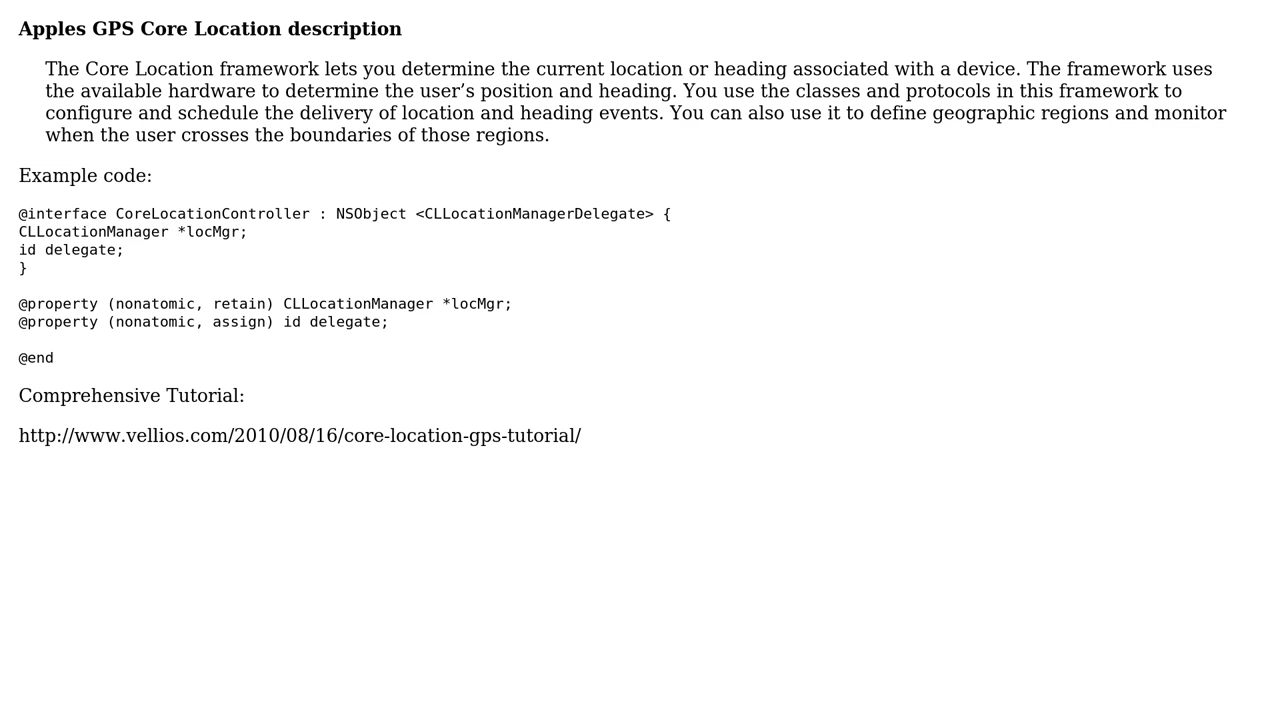 Apples GPS Core Location description
The Core Location framework lets you determine the current location or heading associated with a device. The framework uses
the available hardware to determine the user’s position and heading. You use the classes and protocols in this framework to
configure and schedule the delivery of location and heading events. You can also use it to define geographic regions and monitor
when the user crosses the boundaries of those regions.
Example code:
@interface CoreLocationController : NSObject <CLLocationManagerDelegate> {
CLLocationManager *locMgr;
id delegate;
}
@property (nonatomic, retain) CLLocationManager *locMgr;
@property (nonatomic, assign) id delegate;
@end
Comprehensive Tutorial:
http://www.vellios.com/2010/08/16/core-location-gps-tutorial/